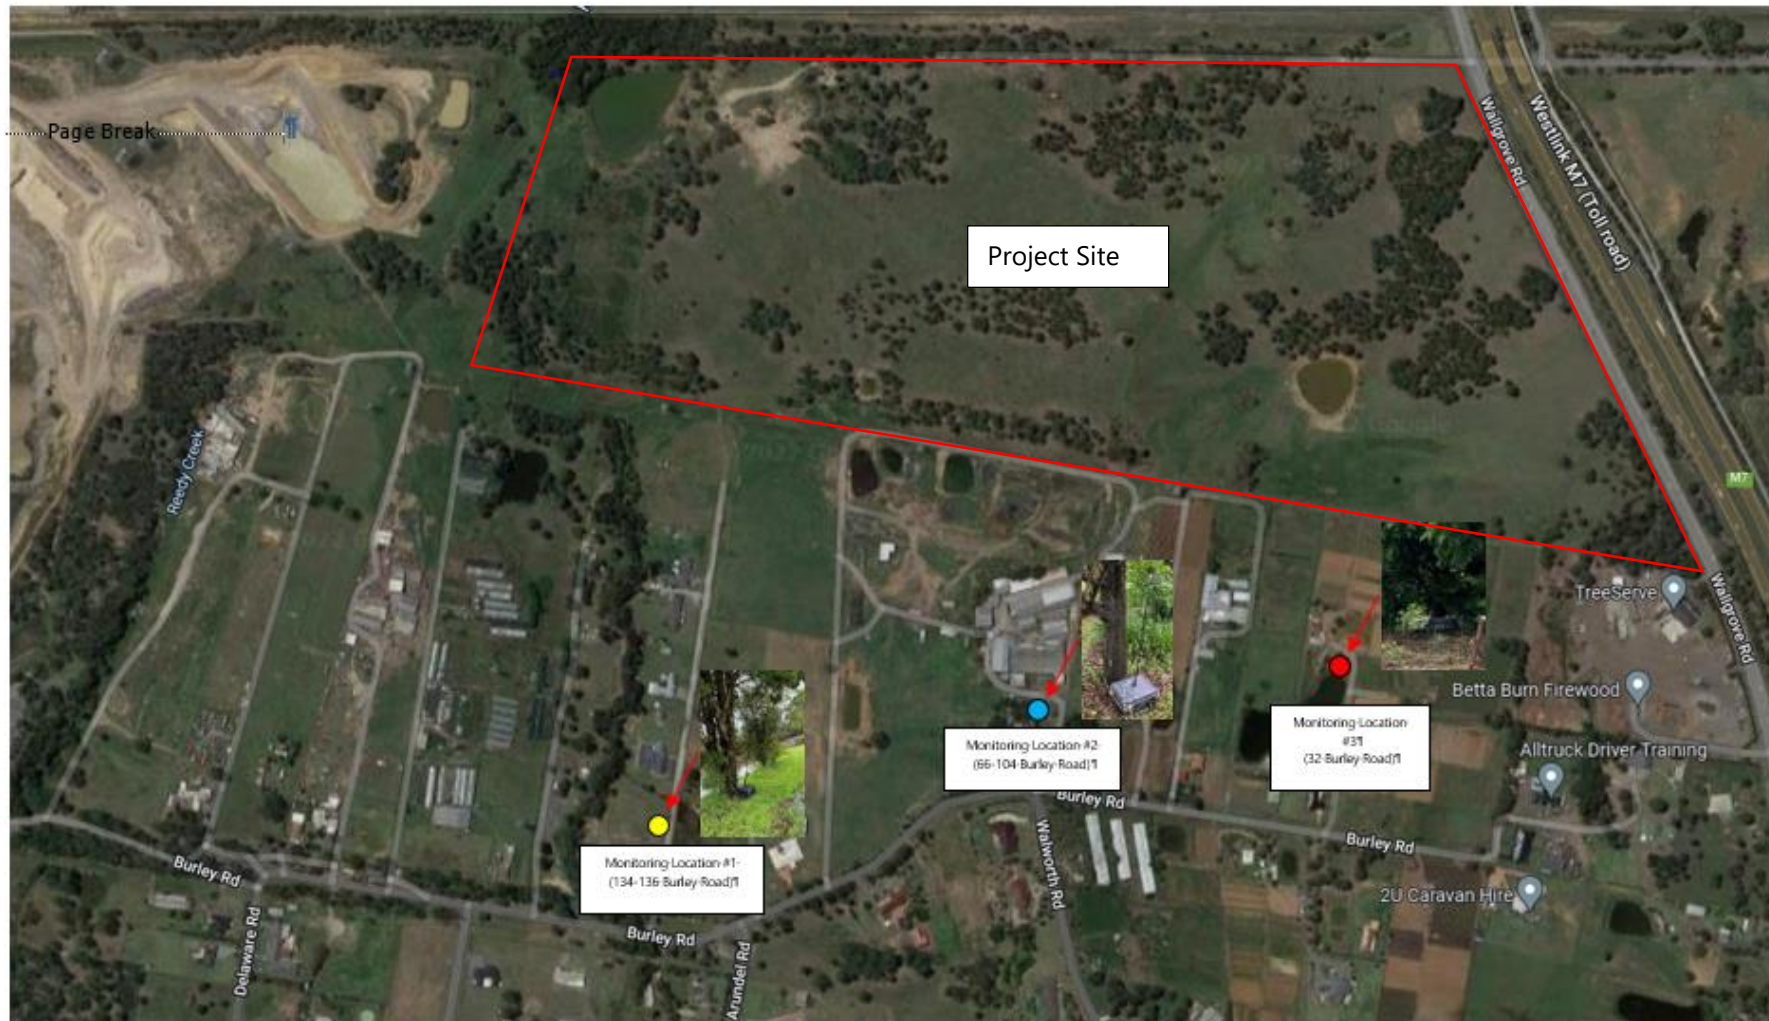 Page Break
Project Site
Wallgrove Rd
Westlink M7 (Toll road)
M7
Reedy Creek
Google
TreeServe
Wallgrove Rd
Betta Burn Firewood
Alltruck Driver Training
Monitoring·Location·#1·
(134-136·Burley·Road)¶
Monitoring·Location·#2·
(66-104·Burley·Road)¶
Monitoring·Location·
#3¶
(32·Burley·Road)¶
Burley Rd
Burley Rd
Walworth Rd
Burley Rd
2U Caravan Hire
Delaware Rd
Burley Rd
Arundel Rd